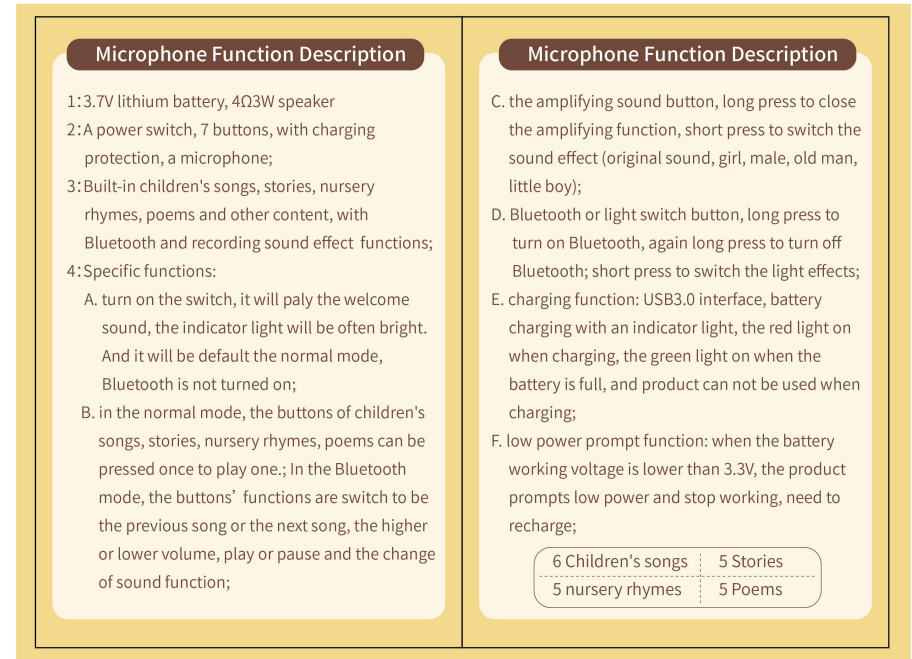 Microphone Function Description
1:3.7V lithium battery, 4Ω3W speaker
2:A power switch, 7 buttons, with charging
protection, a microphone;
3:Built-in children's songs, stories, nursery
rhymes, poems and other content, with
Bluetooth and recording sound effect functions;
4:Specific functions:
A. turn on the switch, it will paly the welcome
sound, the indicator light will be often bright.
And it will be default the normal mode,
Bluetooth is not turned on;
B. in the normal mode, the buttons of children's
songs, stories, nursery rhymes, poems can be
pressed once to play one.; In the Bluetooth
mode, the buttons’ functions are switch to be
the previous song or the next song, the higher
or lower volume, play or pause and the change
of sound function;
Microphone Function Description
C. the amplifying sound button, long press to close
the amplifying function, short press to switch the
sound effect (original sound, girl, male, old man,
little boy);
D. Bluetooth or light switch button, long press to
turn on Bluetooth, again long press to turn off
Bluetooth; short press to switch the light effects;
E. charging function: USB3.0 interface, battery
charging with an indicator light, the red light on
when charging, the green light on when the
battery is full, and product can not be used when
charging;
F. low power prompt function: when the battery
working voltage is lower than 3.3V, the product
prompts low power and stop working, need to
recharge;
6 Children's songs 5 Stories
5 nursery rhymes 5 Poems